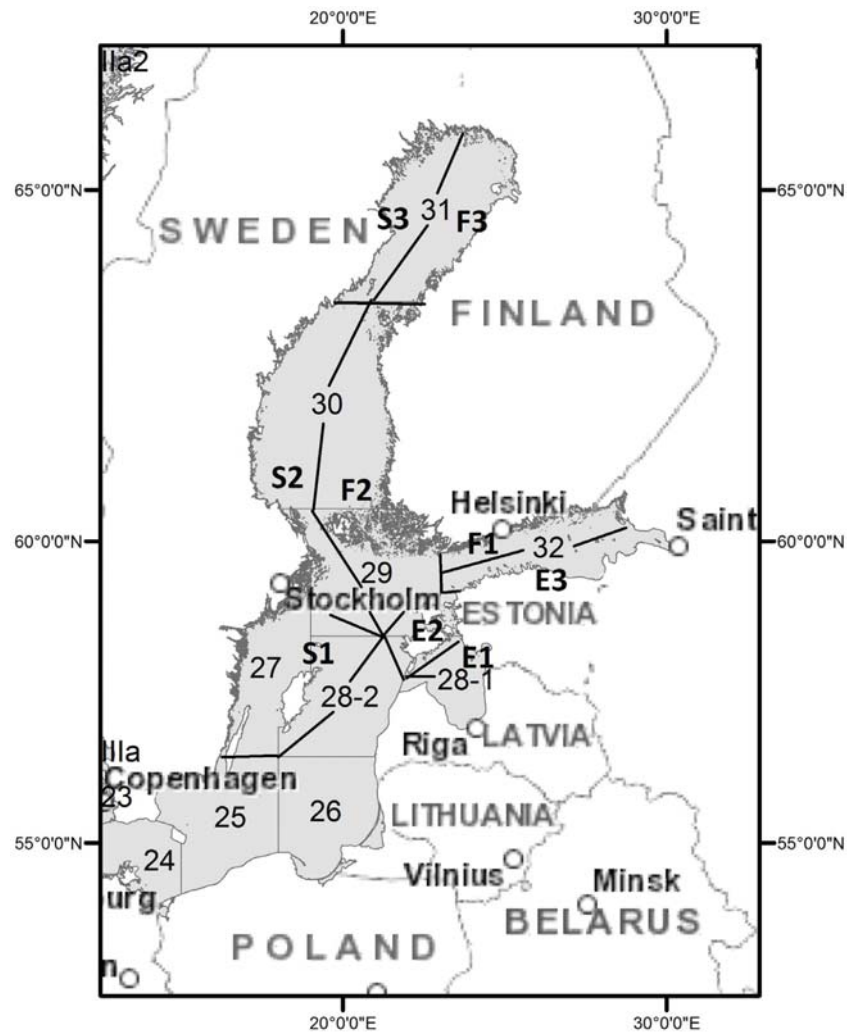 20°0'0"E 30°0'0"E
IIa2
65°0'0"N 65°0'0"N
S3 31 F3
SWEDEN
FINLAND
30
S2 F2
Helsinki
Saint
60°0'0"N F1 32 60°0'0"N
29 E3
Stockholm ESTONIA
E2
S1 E1
27 28-1
28-2
Riga LATVIA
IIIa
Copenhagen
23
25 26 LITHUANIA
55°0'0"N 55°0'0"N
24
Vilnius Minsk
burg
BELARUS
POLAND
n
20°0'0"E 30°0'0"E